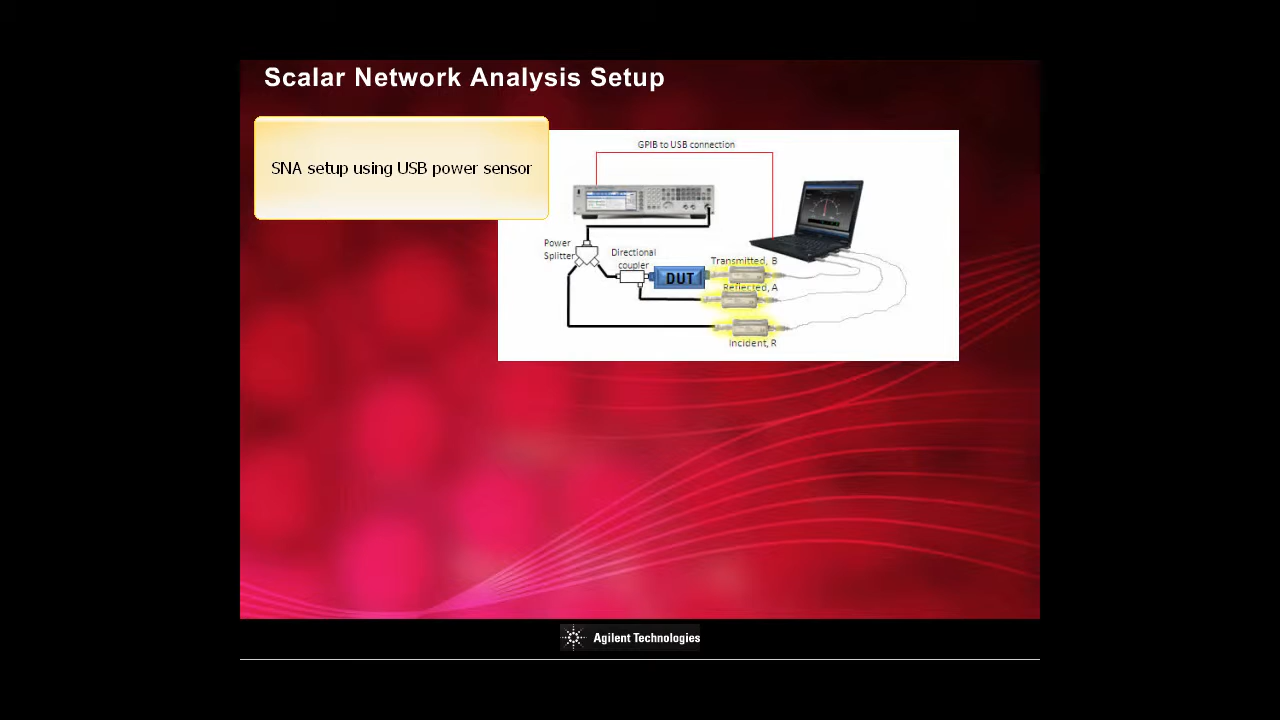 Scalar Network Analysis Setup
SNA setup using USB power sensor
GPIB to USB connection
Power
Splitter
Directional
coupler
DUT
Transmitted, B
Reflected, A
Incident, R
Agilent Technologies